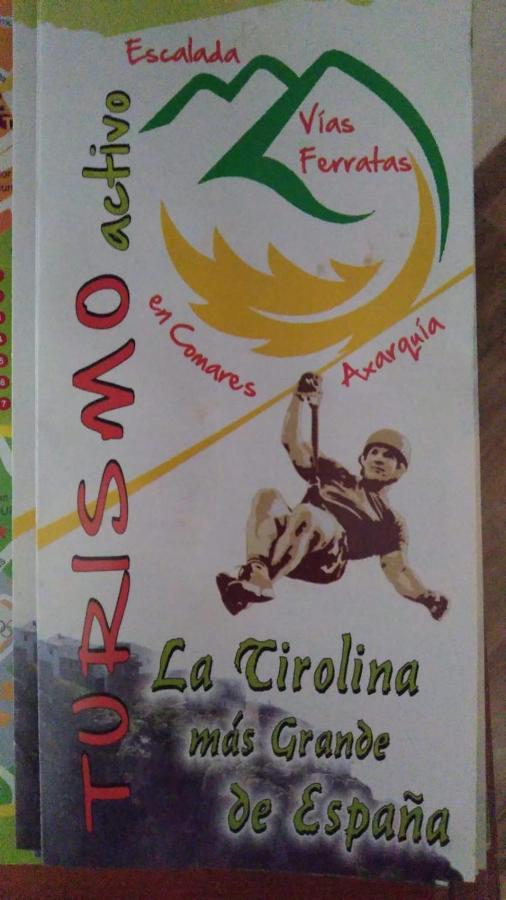 Escalada
Vías
Ferratas
en Comares
Axarquía
TURISMO activo
La Tirolina
más Grande
de España